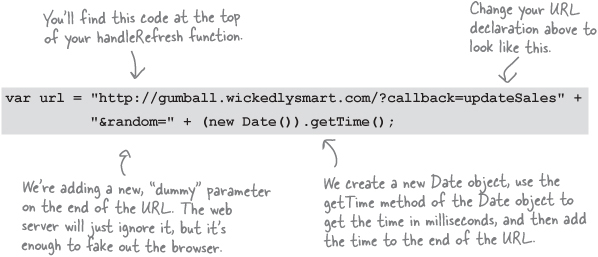 You'll find this code at the top
of your handleRefresh function.
Change your URL
declaration above to
look like this.
var url = "http://gumball.wickedlysmart.com/?callback=updateSales" +
"&random=" + (new Date()).getTime();
We're adding a new, "dummy" parameter
on the end of the URL. The web
server will just ignore it, but it's
enough to fake out the browser.
We create a new Date object, use the
getTime method of the Date object to
get the time in milliseconds, and then add
the time to the end of the URL.